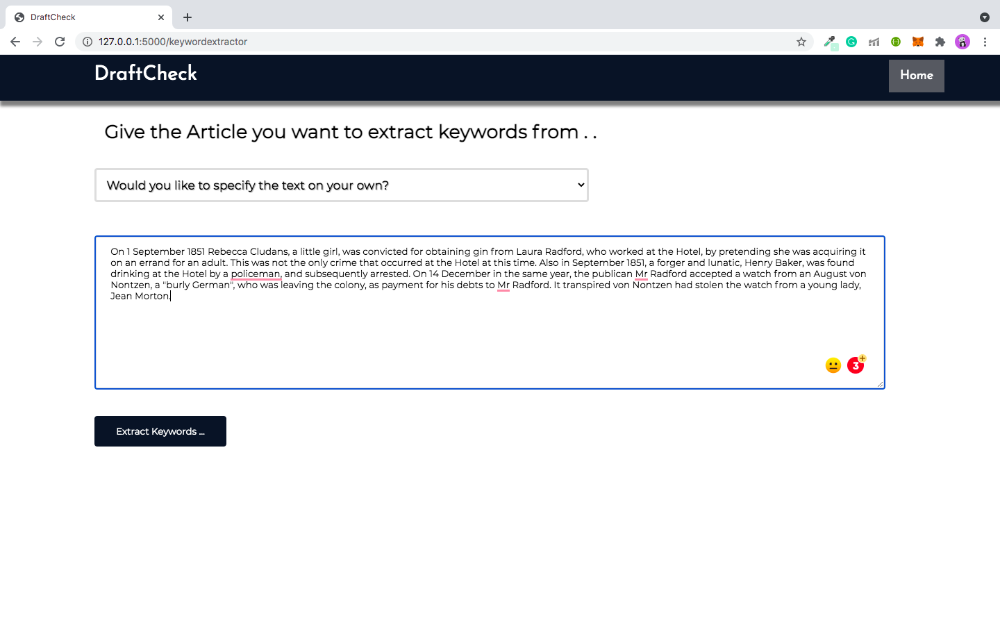 DraftCheck
127.0.0.1:5000/keywordextractor
DraftCheck
Home
Give the Article you want to extract keywords from . .
Would you like to specify the text on your own?
On 1 September 1851 Rebecca Cludans, a little girl, was convicted for obtaining gin from Laura Radford, who worked at the Hotel, by pretending she was acquiring it
on an errand for an adult. This was not the only crime that occurred at the Hotel at this time. Also in September 1851, a forger and lunatic, Henry Baker, was found
drinking at the Hotel by a policeman, and subsequently arrested. On 14 December in the same year, the publican Mr Radford accepted a watch from an August von
Nontzen, a "burly German", who was leaving the colony, as payment for his debts to Mr Radford. It transpired von Nontzen had stolen the watch from a young lady,
Jean Morton.
3
Extract Keywords ...